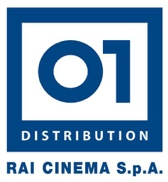 01
DISTRIBUTION
RAI CINEMA S.p.A.